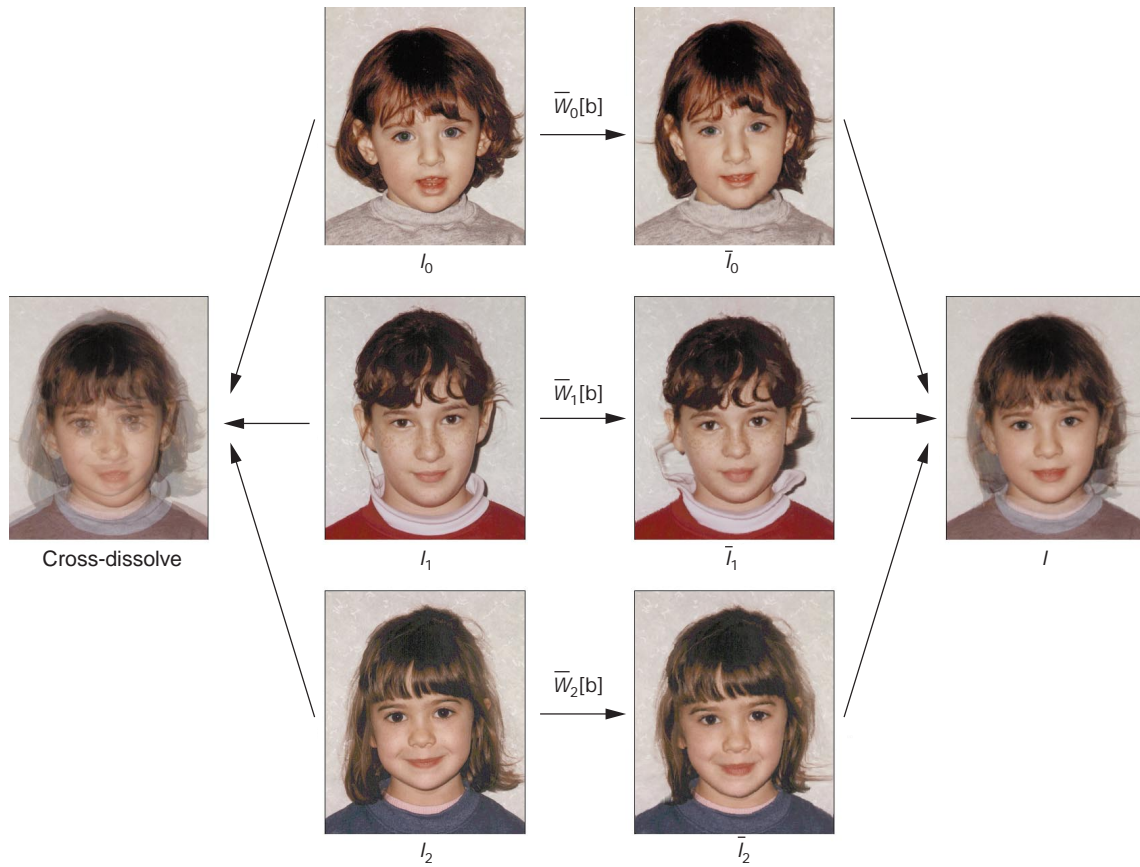 W̅₀[b]
I₀
Ī₀
W̅₁[b]
Cross-dissolve
I₁
Ī₁
I
W̅₂[b]
I₂
Ī₂